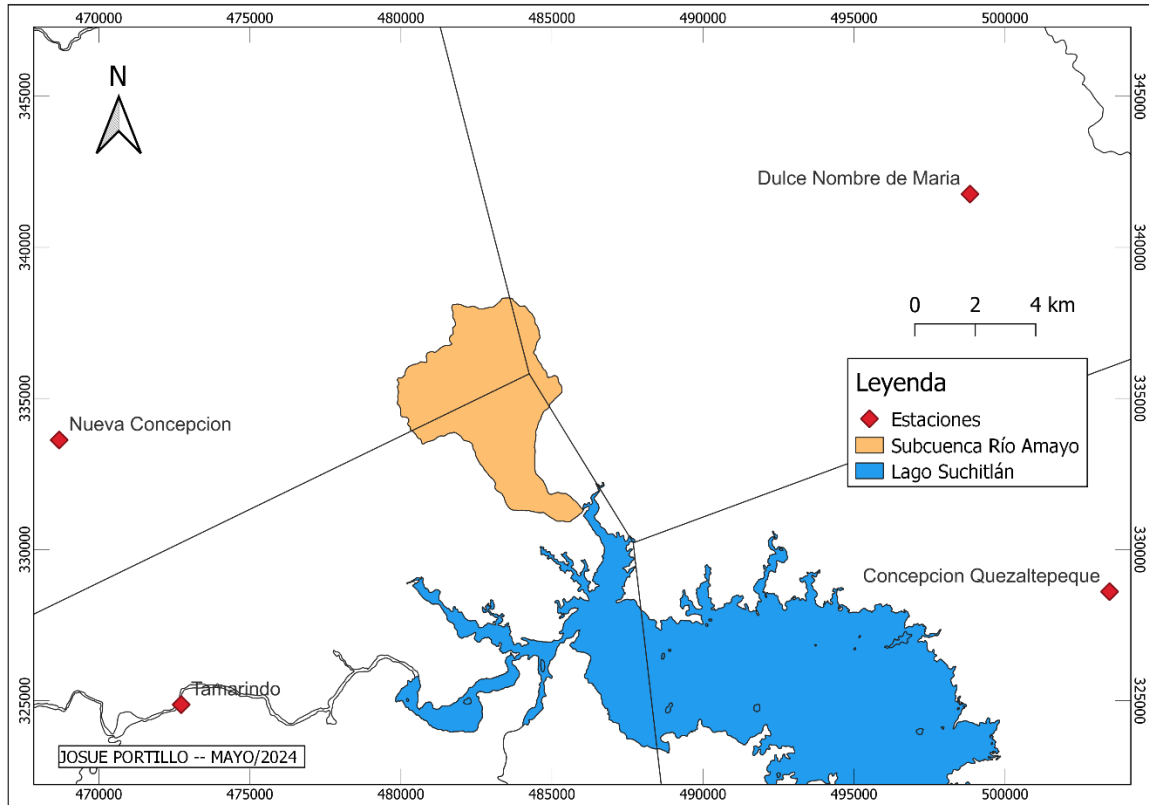 470000 475000 480000 485000 490000 495000 500000
345000 345000
N
Dulce Nombre de Maria
340000 340000
0 2 4 km
335000 335000
Leyenda
Estaciones
Subcuenca Río Amayo
Lago Suchitlán
Nueva Concepcion
330000 330000
Concepcion Quezaltepeque
Tamarindo
325000 325000
JOSUE PORTILLO -- MAYO/2024
470000 475000 480000 485000 490000 495000 500000